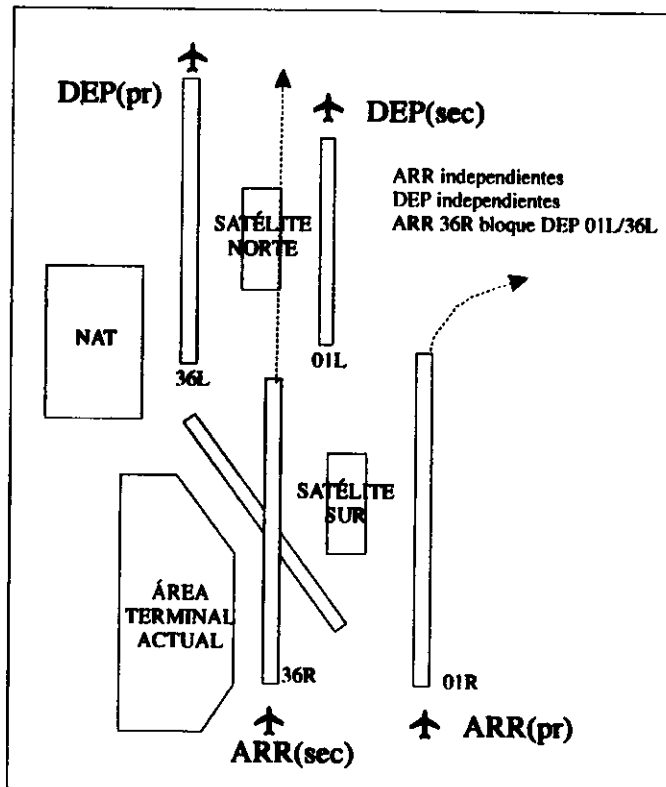 DEP(pr)
DEP(sec)
ARR independientes
DEP independientes
ARR 36R bloque DEP 01L/36L
SATÉLITE
NORTE
NAT
36L
01L
SATÉLITE
SUR
ÁREA
TERMINAL
ACTUAL
36R
01R
ARR(sec)
ARR(pr)